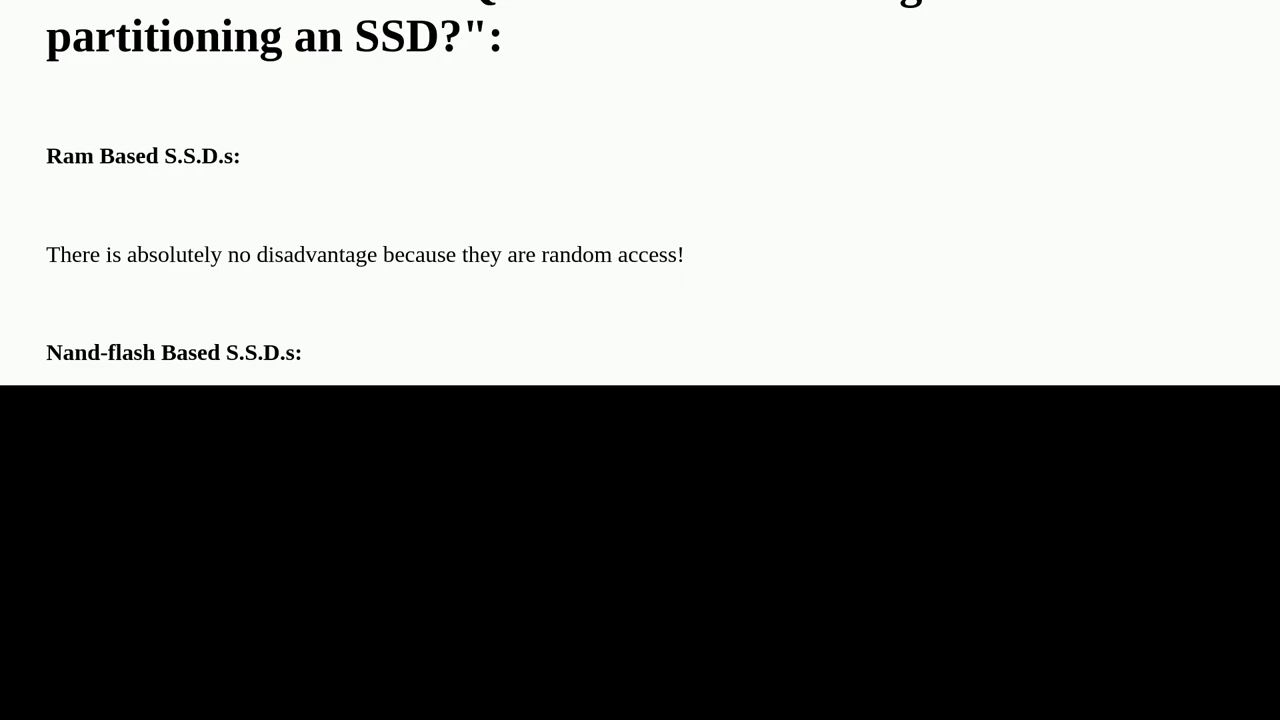 partitioning an SSD?":
Ram Based S.S.D.s:
There is absolutely no disadvantage because they are random access!
Nand-flash Based S.S.D.s: